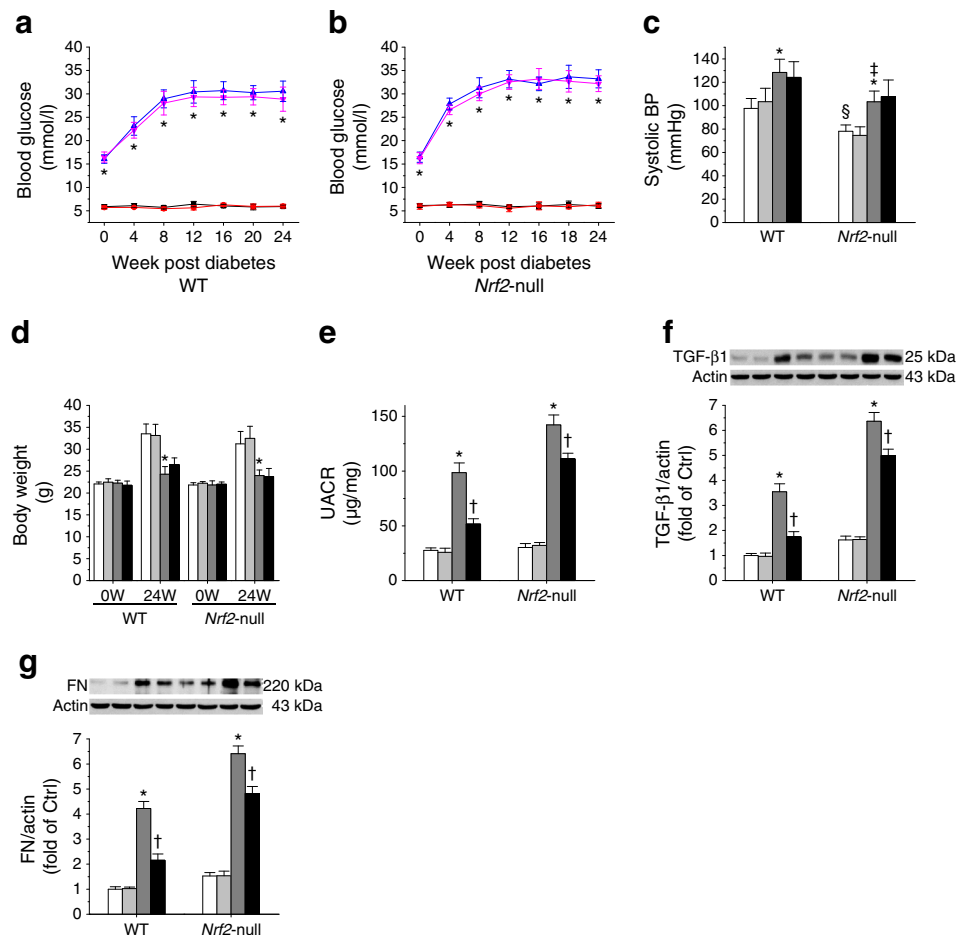 a
40
35
30
25
20
15
10
5
Blood glucose
(mmol/l)
* * * * * * *
0 4 8 12 16 20 24
Week post diabetes
WT
b
40
35
30
25
20
15
10
5
Blood glucose
(mmol/l)
* * * * * * *
0 4 8 12 16 18 24
Week post diabetes
Nrf2-null
c
140
120
100
80
60
40
20
0
Systolic BP
(mmHg)
*
§
‡
*
WT Nrf2-null
d
40
35
30
25
20
15
10
5
0
Body weight
(g)
* *
0W 24W 0W 24W
WT Nrf2-null
e
150
100
50
0
UACR
(µg/mg)
* † * †
WT Nrf2-null
f
TGF-β1 25 kDa
Actin 43 kDa
7
6
5
4
3
2
1
0
TGF-β1/actin
(fold of Ctrl)
* † * †
WT Nrf2-null
g
FN 220 kDa
Actin 43 kDa
7
6
5
4
3
2
1
0
FN/actin
(fold of Ctrl)
* † * †
WT Nrf2-null